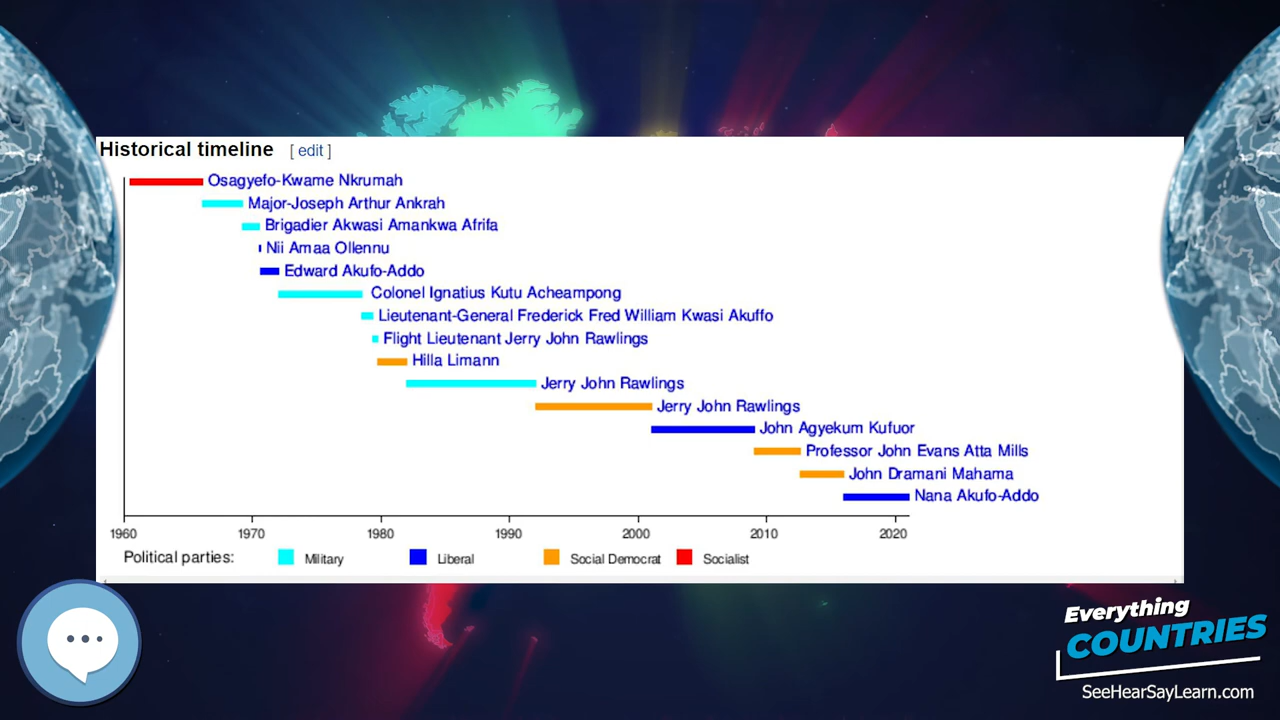 Historical timeline [ edit ]
Osagyefo-Kwame Nkrumah
Major-Joseph Arthur Ankrah
Brigadier Akwasi Amankwa Afrifa
Nii Amaa Ollennu
Edward Akufo-Addo
Colonel Ignatius Kutu Acheampong
Lieutenant-General Frederick Fred William Kwasi Akuffo
Flight Lieutenant Jerry John Rawlings
Hilla Limann
Jerry John Rawlings
Jerry John Rawlings
John Agyekum Kufuor
Professor John Evans Atta Mills
John Dramani Mahama
Nana Akufo-Addo
1960 1970 1980 1990 2000 2010 2020
Political parties: Military Liberal Social Democrat Socialist
Everything
COUNTRIES
SeeHearSayLearn.com